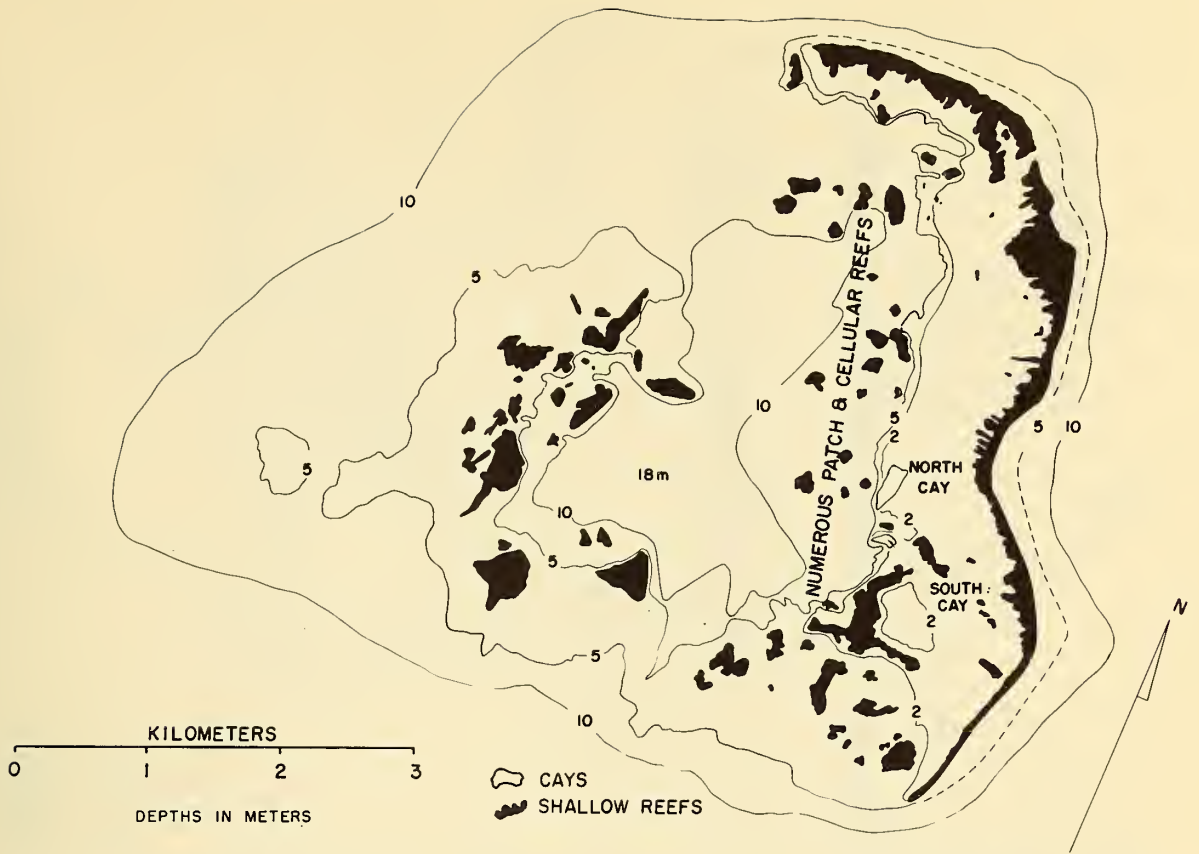 10
5
10
5 10
5
2
5
NORTH
CAY
18m
NUMEROUS PATCH & CELLULAR REEFS
10
2
5
SOUTH
CAY
2
N
5
2
10
KILOMETERS
0 1 2 3
DEPTHS IN METERS
CAYS
SHALLOW REEFS